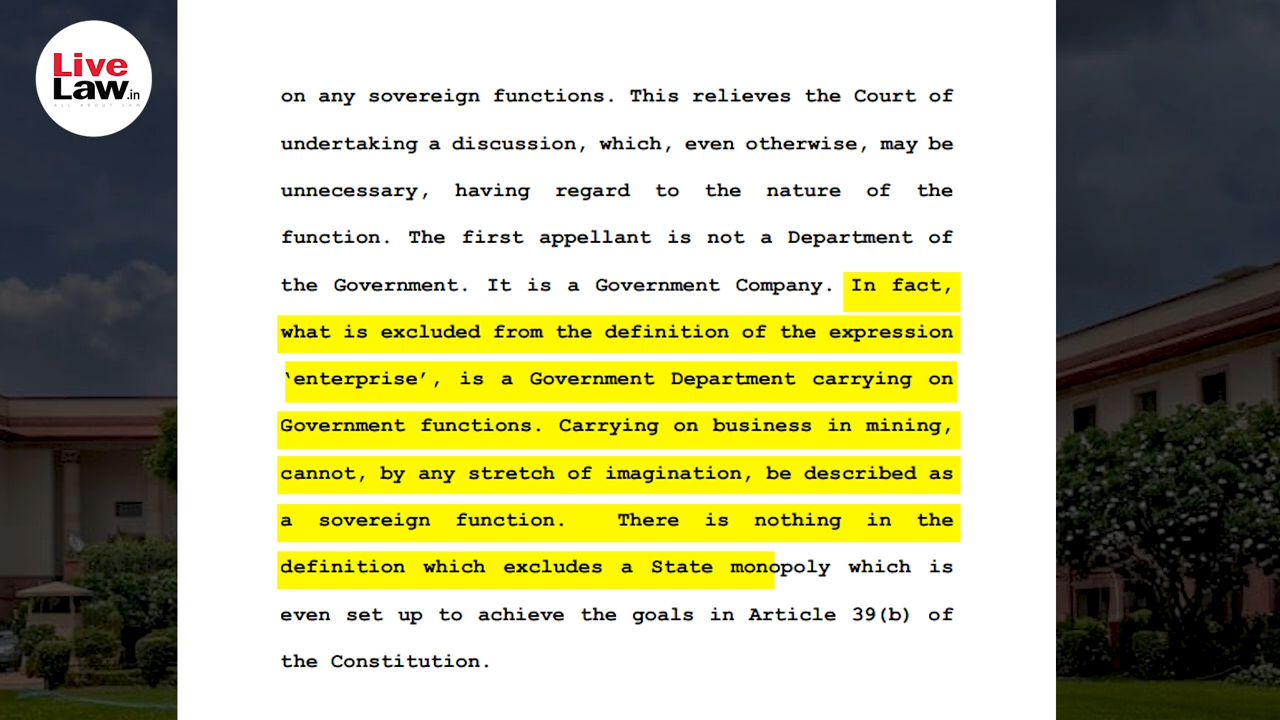 Live
Law.in
ALL ABOUT LAW
on any sovereign functions. This relieves the Court of
undertaking a discussion, which, even otherwise, may be
unnecessary, having regard to the nature of the
function. The first appellant is not a Department of
the Government. It is a Government Company. In fact,
what is excluded from the definition of the expression
‘enterprise’, is a Government Department carrying on
Government functions. Carrying on business in mining,
cannot, by any stretch of imagination, be described as
a sovereign function. There is nothing in the
definition which excludes a State monopoly which is
even set up to achieve the goals in Article 39(b) of
the Constitution.